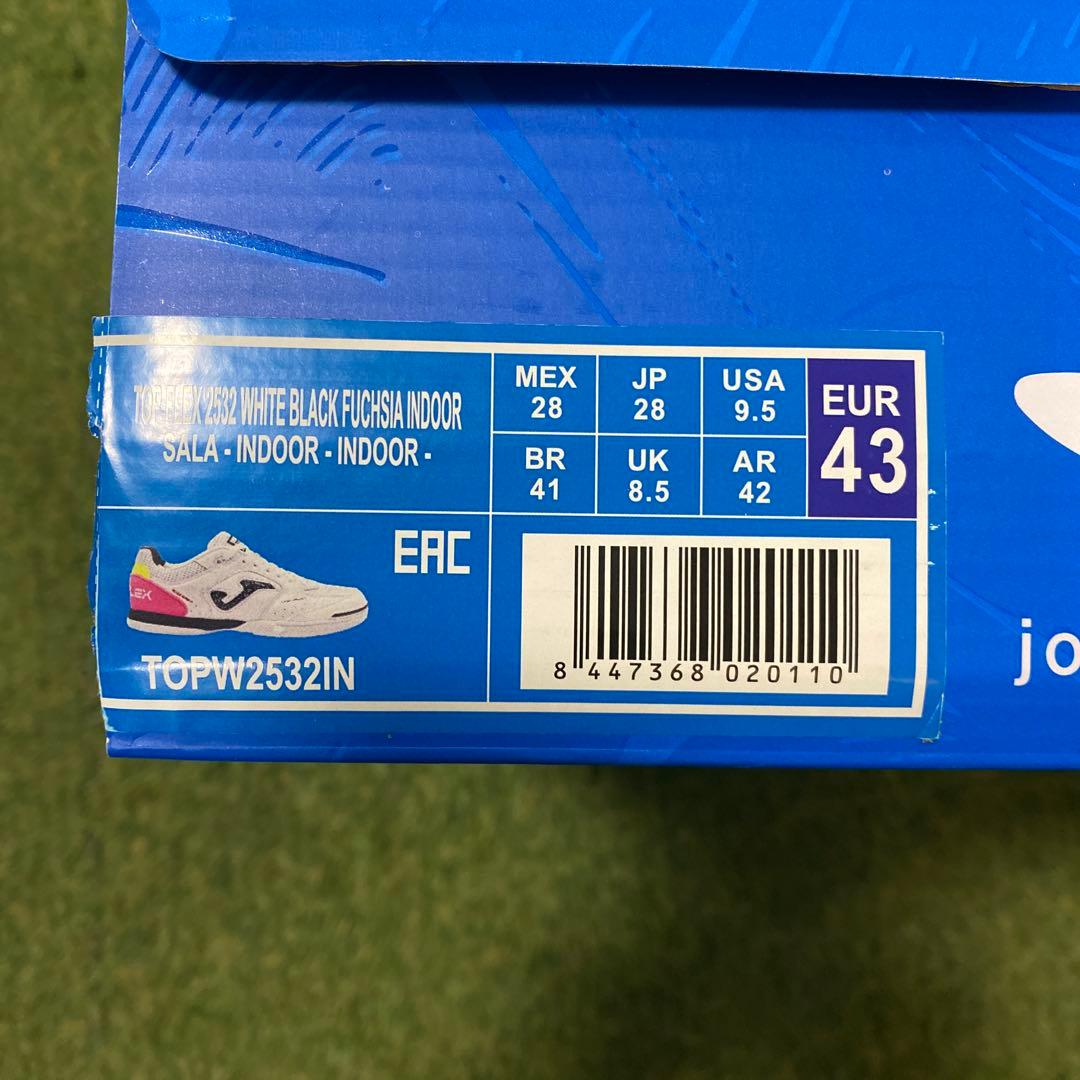 TOP FLEX 2532 WHITE BLACK FUCHSIA INDOOR
SALA - INDOOR - INDOOR -
MEX 28
JP 28
USA 9.5
EUR 43
BR 41
UK 8.5
AR 42
EAC
LEX
TOPW2532IN
8 447368 020110
jo